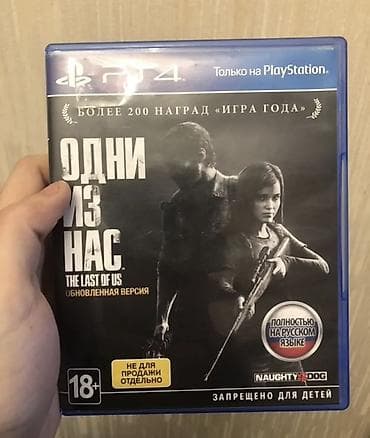 PS4
Только на PlayStation.
БОЛЕЕ 200 НАГРАД «ИГРА ГОДА»
ОДНИ
ИЗ
НАС
THE LAST OF US
ОБНОВЛЕННАЯ ВЕРСИЯ
ПОЛНОСТЬЮ
НА РУССКОМ
ЯЗЫКЕ
НЕ ДЛЯ
ПРОДАЖИ
ОТДЕЛЬНО
18+
NAUGHTY DOG
ЗАПРЕЩЕНО ДЛЯ ДЕТЕЙ